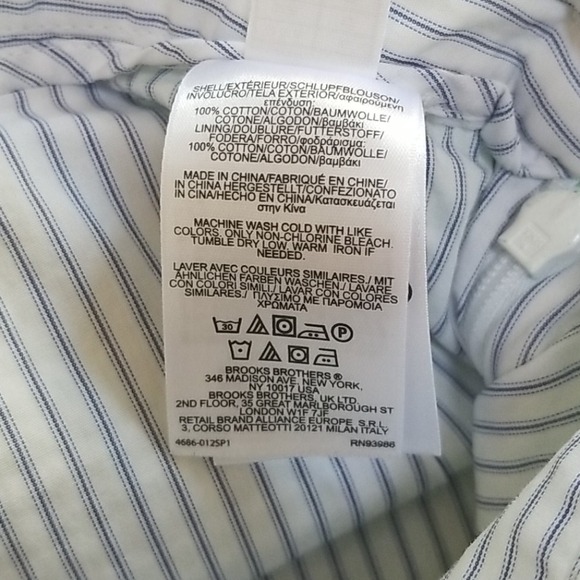 SHELL/EXTÉRIEUR/SCHLUPFBLOUSON/
INVOLUCRO/TELA EXTERIOR/αφαιρούμενη
επένδυση:
100% COTTON/COTON/BAUMWOLLE/
COTONE/ALGODON/βαμβάκι
LINING/DOUBLURE/FUTTERSTOFF/
FODERA/FORRO/φοδράρισμα:
100% COTTON/COTON/BAUMWOLLE/
COTONE/ALGODON/βαμβάκι
MADE IN CHINA/FABRIQUÉ EN CHINE/
IN CHINA HERGESTELLT/CONFEZIONATO
IN CINA/HECHO EN CHINA/Κατασκευάζεται
στην Κίνα
MACHINE WASH COLD WITH LIKE
COLORS. ONLY NON-CHLORINE BLEACH.
TUMBLE DRY LOW. WARM IRON IF
NEEDED.
LAVER AVEC COULEURS SIMILAIRES./ MIT
ÄHNLICHEN FARBEN WASCHEN./LAVARE
CON COLORI SIMILI./ LAVAR CON COLORES
SIMILARES./ ΠΛΥΣΙΜΟ ΜΕ ΠΑΡΟΜΟΙΑ
ΧΡΩΜΑΤΑ
30 P
BROOKS BROTHERS ®
346 MADISON AVE, NEW YORK,
NY 10017 USA
BROOKS BROTHERS, UK LTD.
2ND FLOOR, 35 GREAT MARLBOROUGH ST
LONDON W1F 7JF
RETAIL BRAND ALLIANCE EUROPE, S.R.L.
3, CORSO MATTEOTTI 20121 MILAN ITALY
4686-012SP1 RN93986